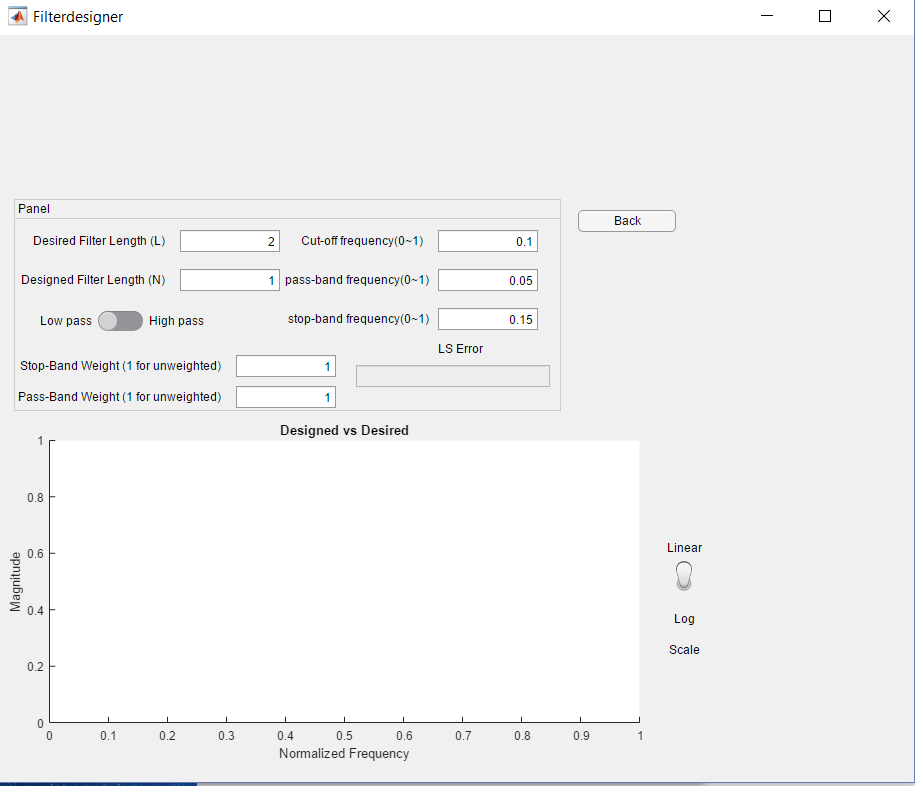 Filterdesigner
Panel
Back
Desired Filter Length (L) 2 Cut-off frequency(0~1) 0.1
Designed Filter Length (N) 1 pass-band frequency(0~1) 0.05
Low pass High pass stop-band frequency(0~1) 0.15
LS Error
Stop-Band Weight (1 for unweighted) 1
Pass-Band Weight (1 for unweighted) 1
Designed vs Desired
1
0.8
0.6
0.4
0.2
0
Magnitude
0 0.1 0.2 0.3 0.4 0.5 0.6 0.7 0.8 0.9 1
Normalized Frequency
Linear
Log
Scale